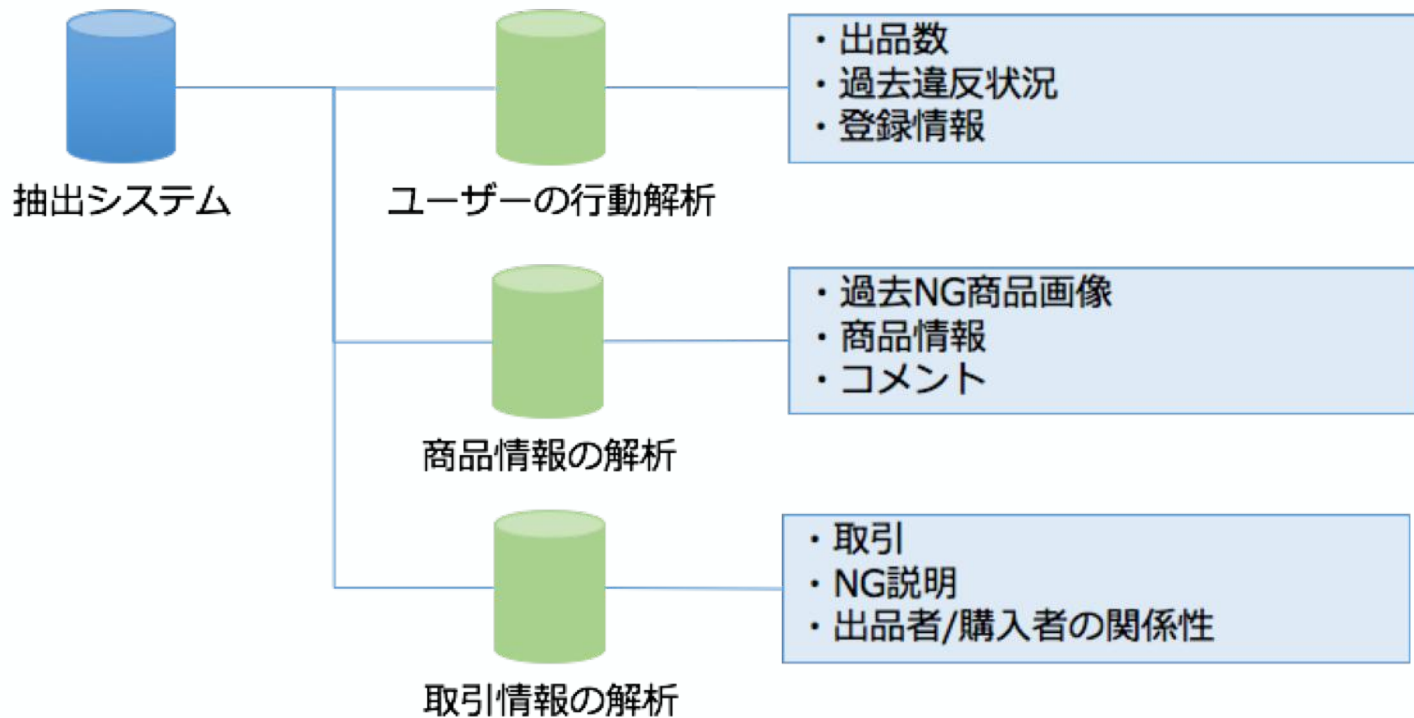 抽出システム
ユーザーの行動解析
・出品数
・過去違反状況
・登録情報
商品情報の解析
・過去NG商品画像
・商品情報
・コメント
取引情報の解析
・取引
・NG説明
・出品者/購入者の関係性